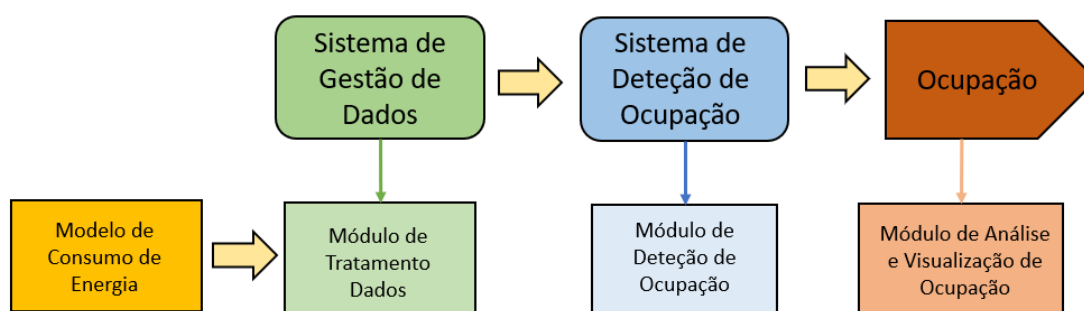 Sistema de
Gestão de
Dados
Sistema de
Deteção de
Ocupação
Ocupação
Modelo de
Consumo de
Energia
Módulo de
Tratamento
Dados
Módulo de
Deteção de
Ocupação
Módulo de Análise
e Visualização de
Ocupação